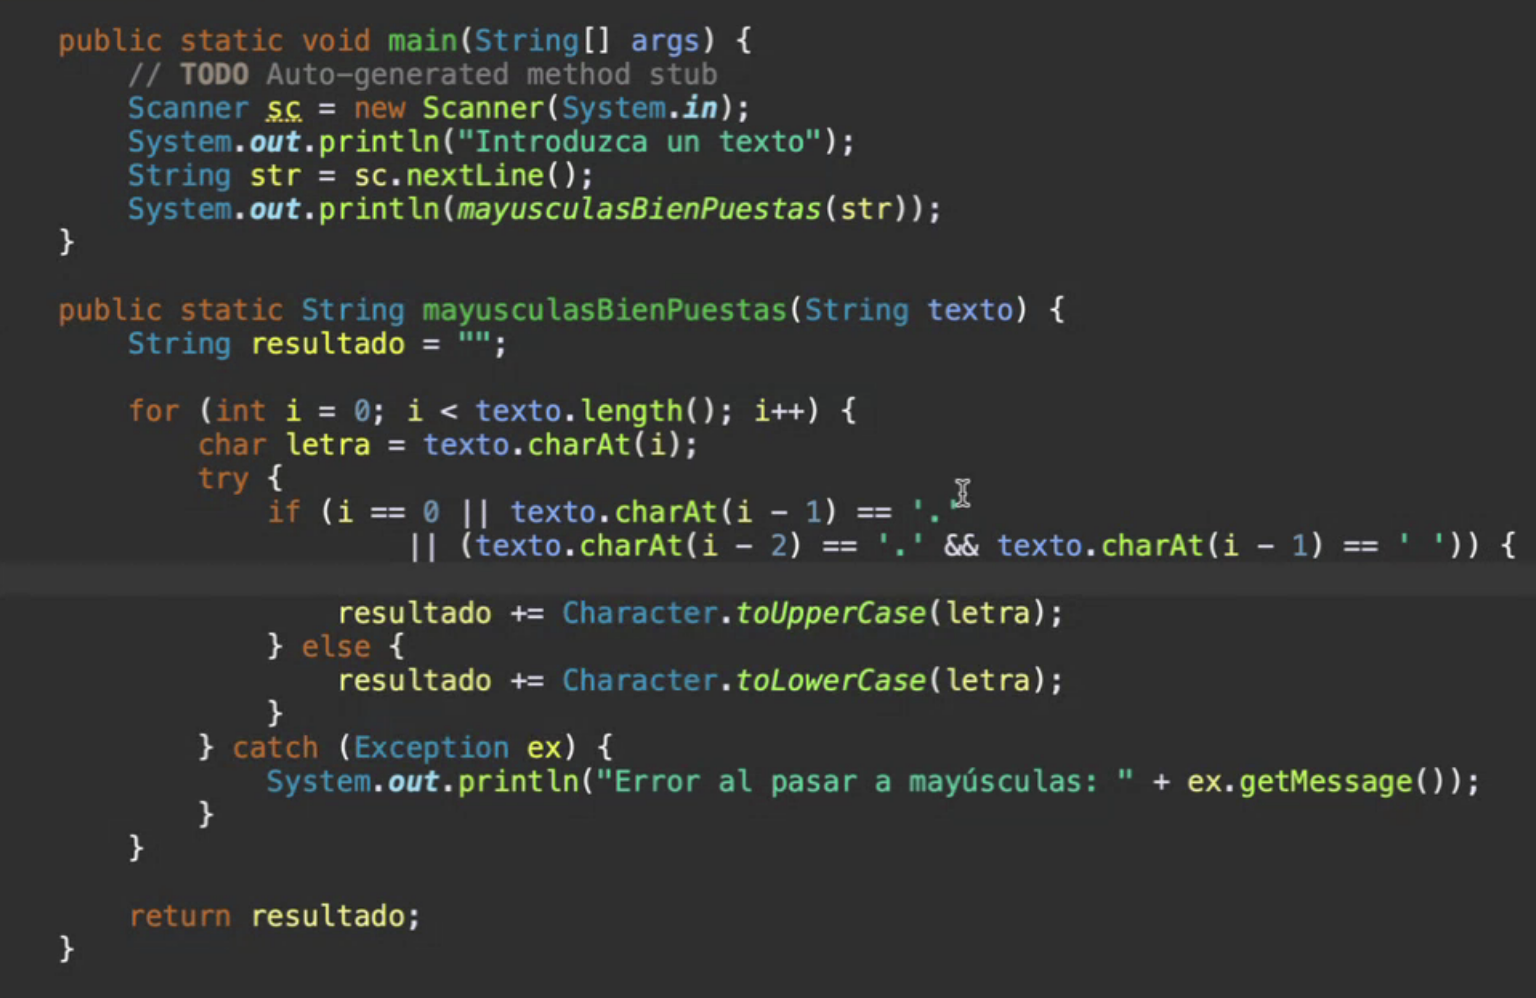 public static void main(String[] args) {
// TODO Auto-generated method stub
Scanner sc = new Scanner(System.in);
System.out.println("Introduzca un texto");
String str = sc.nextLine();
System.out.println(mayusculasBienPuestas(str));
}
public static String mayusculasBienPuestas(String texto) {
String resultado = "";
for (int i = 0; i < texto.length(); i++) {
char letra = texto.charAt(i);
try {
if (i == 0 || texto.charAt(i - 1) == '.'
|| (texto.charAt(i - 2) == '.' && texto.charAt(i - 1) == ' ')) {
resultado += Character.toUpperCase(letra);
} else {
resultado += Character.toLowerCase(letra);
}
} catch (Exception ex) {
System.out.println("Error al pasar a mayúsculas: " + ex.getMessage());
}
}
return resultado;
}